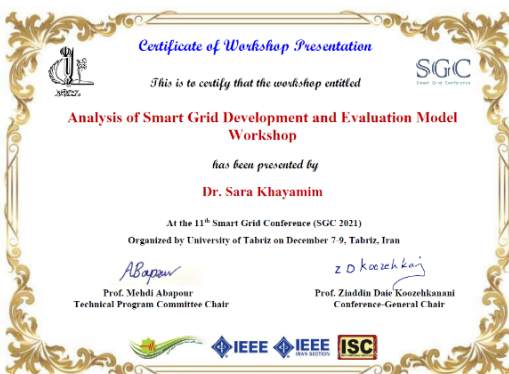 Certificate of Workshop Presentation
This is to certify that the workshop entitled
SGC
Smart Grid Conference
Analysis of Smart Grid Development and Evaluation Model
Workshop
has been presented by
Dr. Sara Khayamim
At the 11th Smart Grid Conference (SGC 2021)
Organized by University of Tabriz on December 7-9, Tabriz, Iran
ABapour
Z D Koozehkanj
Prof. Mehdi Abapour
Prof. Ziaddin Daie Koozehkanani
Technical Program Committee Chair
Conference-General Chair
IEEE
IEEE
IRAN SECTION
ISC